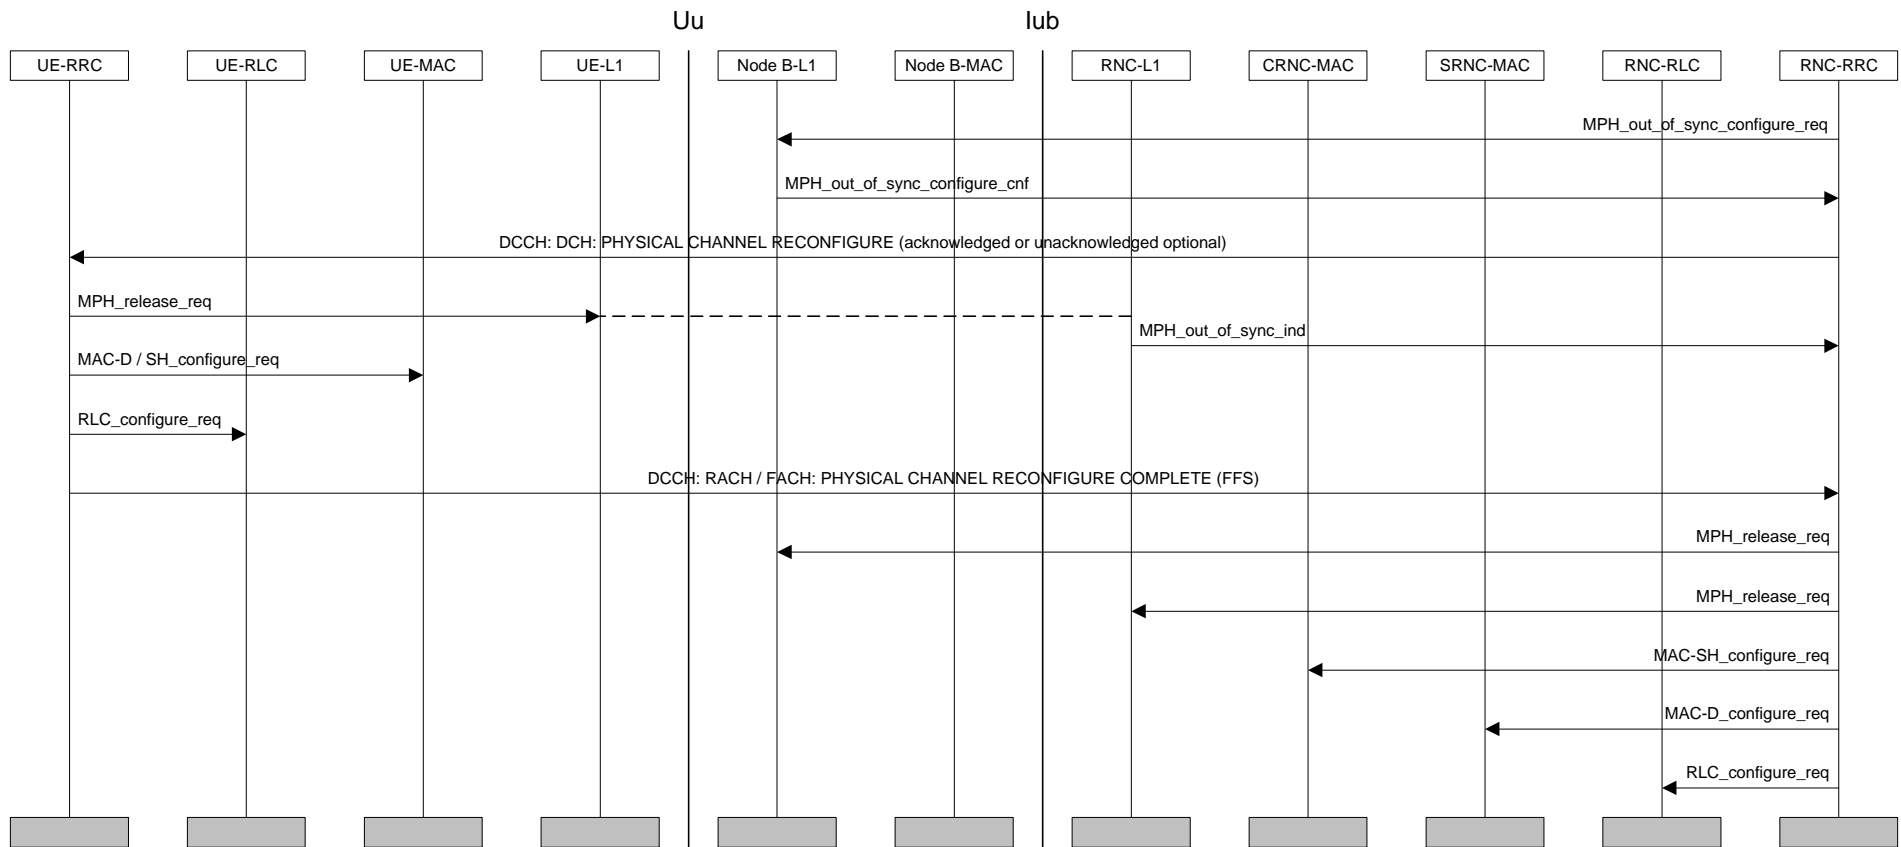 Uu
Iub
UE-RRC
UE-RLC
UE-MAC
UE-L1
Node B-L1
Node B-MAC
RNC-L1
CRNC-MAC
SRNC-MAC
RNC-RLC
RNC-RRC
MPH_out_of_sync_configure_req
MPH_out_of_sync_configure_cnf
DCCH: DCH: PHYSICAL CHANNEL RECONFIGURE (acknowledged or unacknowledged optional)
MPH_release_req
MPH_out_of_sync_ind
MAC-D / SH_configure_req
RLC_configure_req
DCCH: RACH / FACH: PHYSICAL CHANNEL RECONFIGURE COMPLETE (FFS)
MPH_release_req
MPH_release_req
MAC-SH_configure_req
MAC-D_configure_req
RLC_configure_req